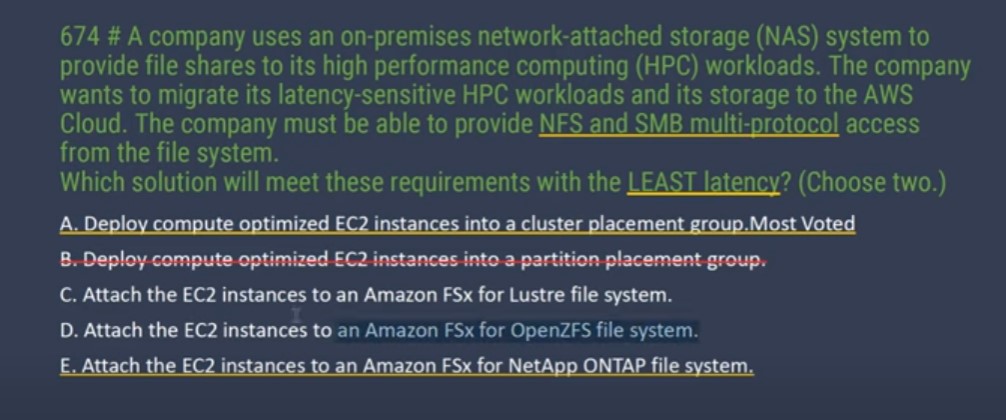 674 # A company uses an on-premises network-attached storage (NAS) system to
provide file shares to its high performance computing (HPC) workloads. The company
wants to migrate its latency-sensitive HPC workloads and its storage to the AWS
Cloud. The company must be able to provide NFS and SMB multi-protocol access
from the file system.
Which solution will meet these requirements with the LEAST latency? (Choose two.)
A. Deploy compute optimized EC2 instances into a cluster placement group.Most Voted
B. Deploy compute optimized EC2 instances into a partition placement group.
C. Attach the EC2 instances to an Amazon FSx for Lustre file system.
D. Attach the EC2 instances to an Amazon FSx for OpenZFS file system.
E. Attach the EC2 instances to an Amazon FSx for NetApp ONTAP file system.